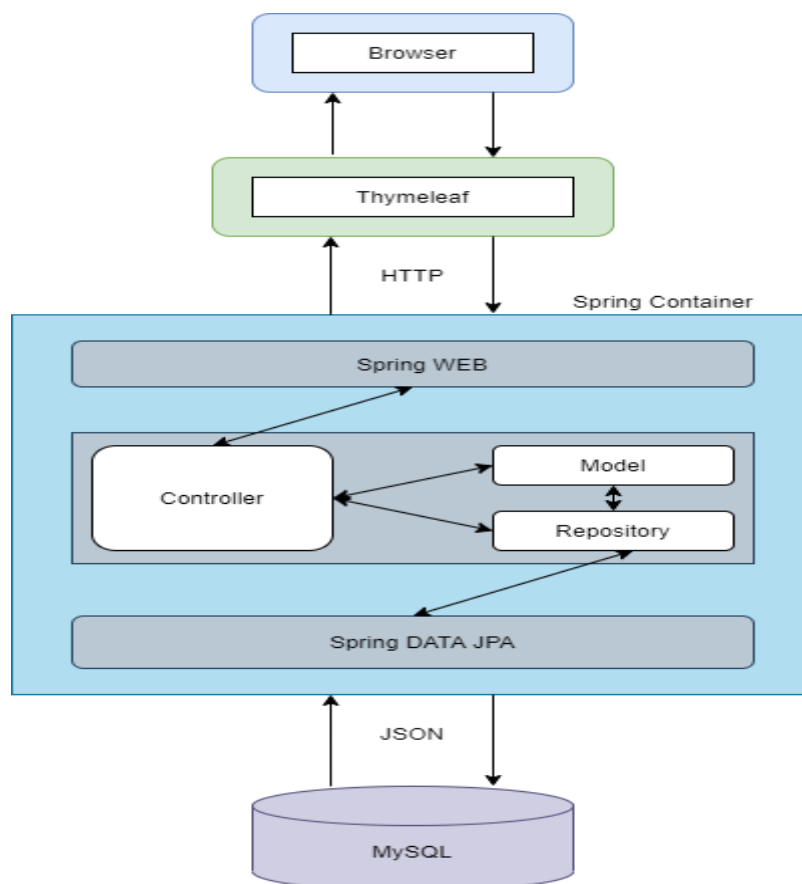 Browser
Thymeleaf
HTTP
Spring Container
Spring WEB
Controller
Model
Repository
Spring DATA JPA
JSON
MySQL